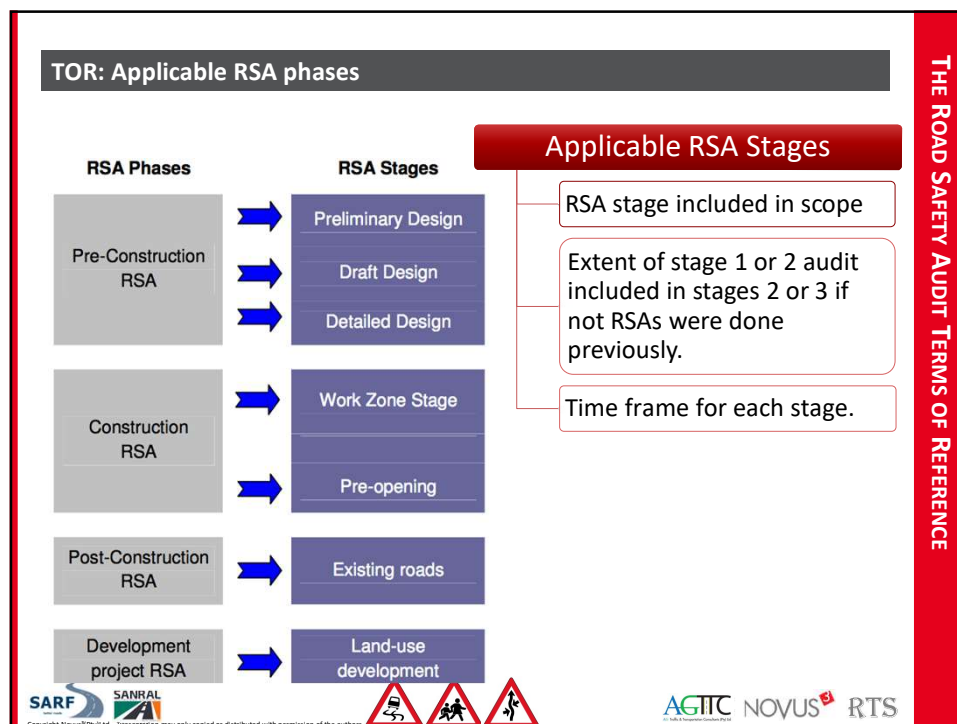 TOR: Applicable RSA phases
RSA Phases
RSA Stages
Pre-Construction
RSA
Preliminary Design
Draft Design
Detailed Design
Construction
RSA
Work Zone Stage
Pre-opening
Post-Construction
RSA
Existing roads
Development
project RSA
Land-use
development
Applicable RSA Stages
RSA stage included in scope
Extent of stage 1 or 2 audit
included in stages 2 or 3 if
not RSAs were done
previously.
Time frame for each stage.
THE ROAD SAFETY AUDIT TERMS OF REFERENCE
SARF
SANRAL
NOVUS3
RTS